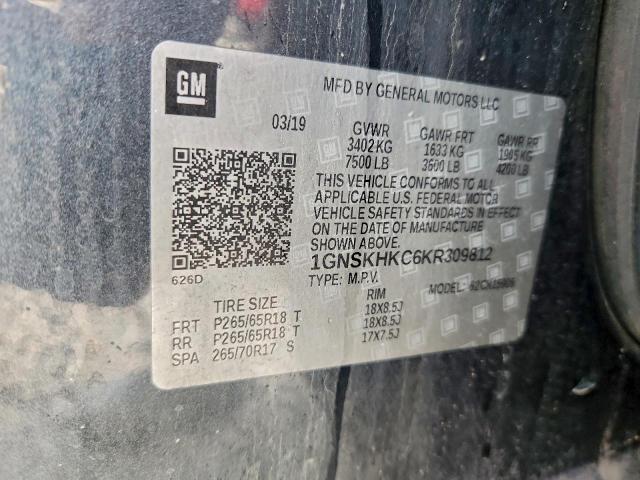 GM
MFD BY GENERAL MOTORS LLC
03/19 GVWR GAWR FRT GAWR RR
3402 KG 1633 KG 1905 KG
7500 LB 3600 LB 4200 LB
THIS VEHICLE CONFORMS TO ALL
APPLICABLE U.S. FEDERAL MOTOR
VEHICLE SAFETY STANDARDS IN EFFECT
ON THE DATE OF MANUFACTURE
SHOWN ABOVE.
1GNSKHKC6KR309812
626D
TYPE: M.P.V. MODEL:
TIRE SIZE RIM
FRT P265/65R18 T 18X8.5J
RR P265/65R18 T 18X8.5J
SPA 265/70R17 S 17X7.5J